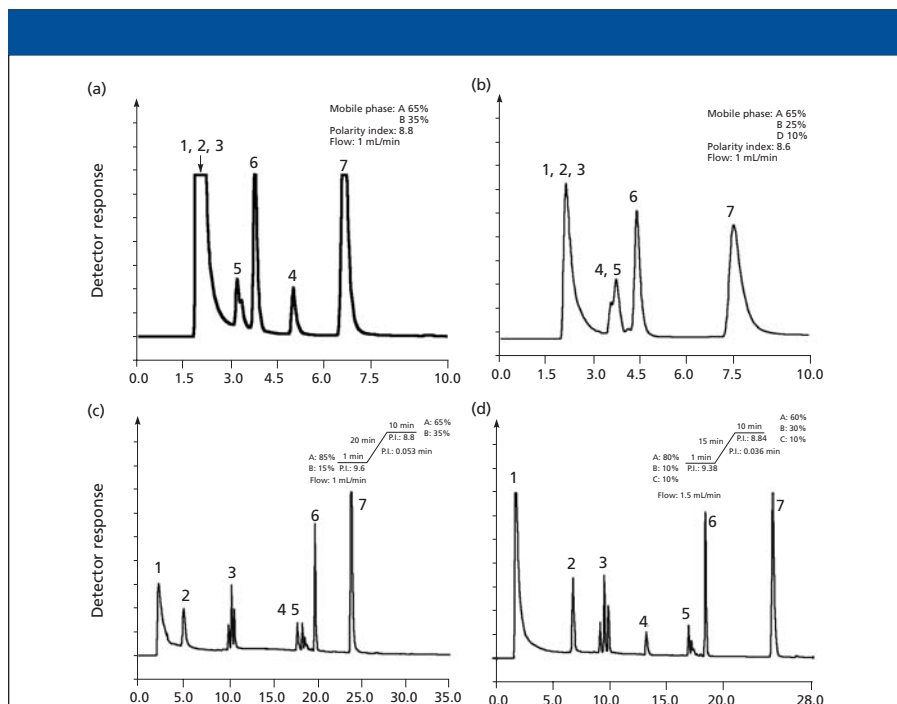 (a)
Mobile phase: A 65%
B 35%
Polarity index: 8.8
Flow: 1 mL/min
1, 2, 3
6
7
5
4
Detector response
0.0 1.5 3.0 4.5 6.0 7.5 10.0
(b)
Mobile phase: A 65%
B 25%
D 10%
Polarity index: 8.6
Flow: 1 mL/min
1, 2, 3
6
7
4, 5
0.0 1.5 3.0 4.5 6.0 7.5 10.0
(c)
10 min A: 65%
20 min P.I.: 8.8 B: 35%
A: 85% 1 min P.I.: 0.053 min
B: 15% P.I.: 9.6
Flow: 1 mL/min
6
7
1
2
3
4 5
Detector response
0.0 5.0 10.0 15.0 20.0 25.0 30.0 35.0
(d)
A: 60%
10 min B: 30%
15 min P.I.: 8.84 C: 10%
A: 80% 1 min P.I.: 0.036 min
B: 10% P.I.: 9.38
C: 10%
Flow: 1.5 mL/min
1
7
6
2
3
4
5
0.0 5.0 10.0 15.0 20.0 28.0